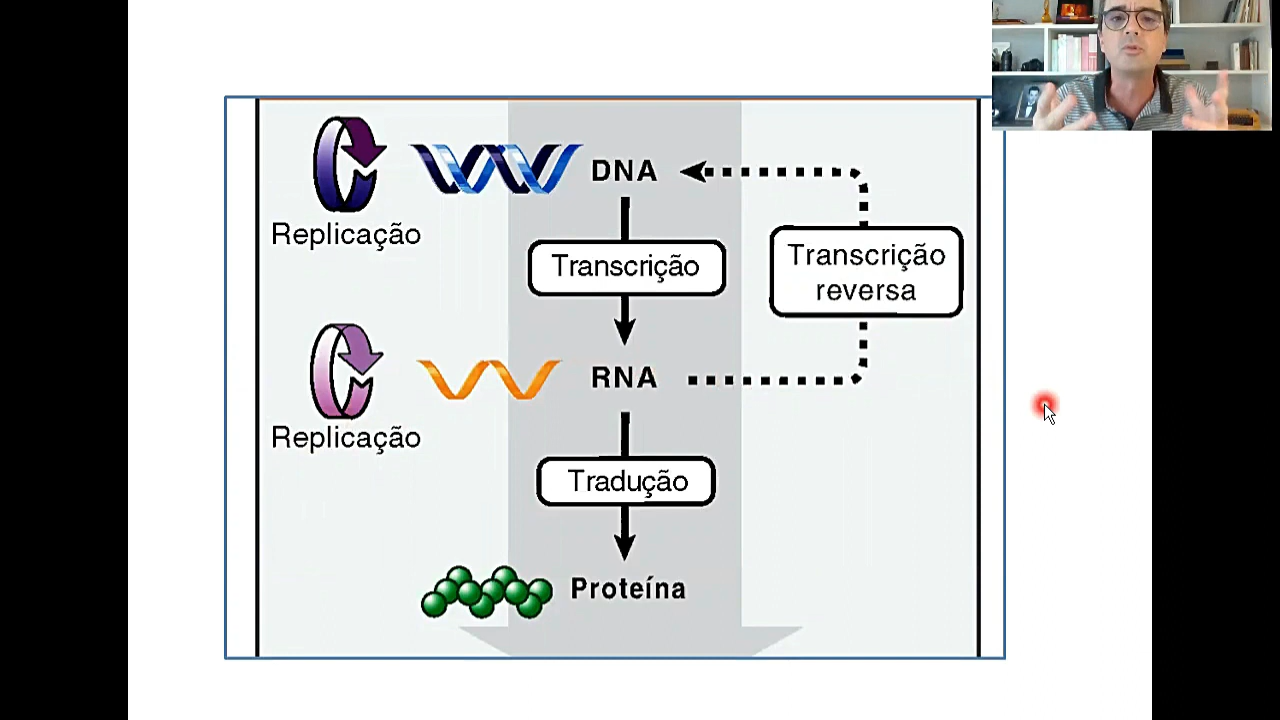 DNA
Replicação
Transcrição
Transcrição
reversa
RNA
Replicação
Tradução
Proteína